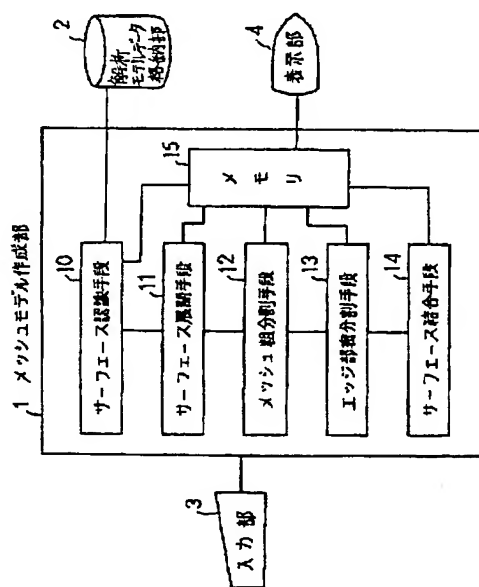 1 メッシュモデル作成部
2
解析
モデルデータ
格納部
3
入力部
4
表示部
10
サーフェース認識手段
11
サーフェース展開手段
12
メッシュ粗分割手段
13
エッジ部密分割手段
14
サーフェース結合手段
15
メモリ